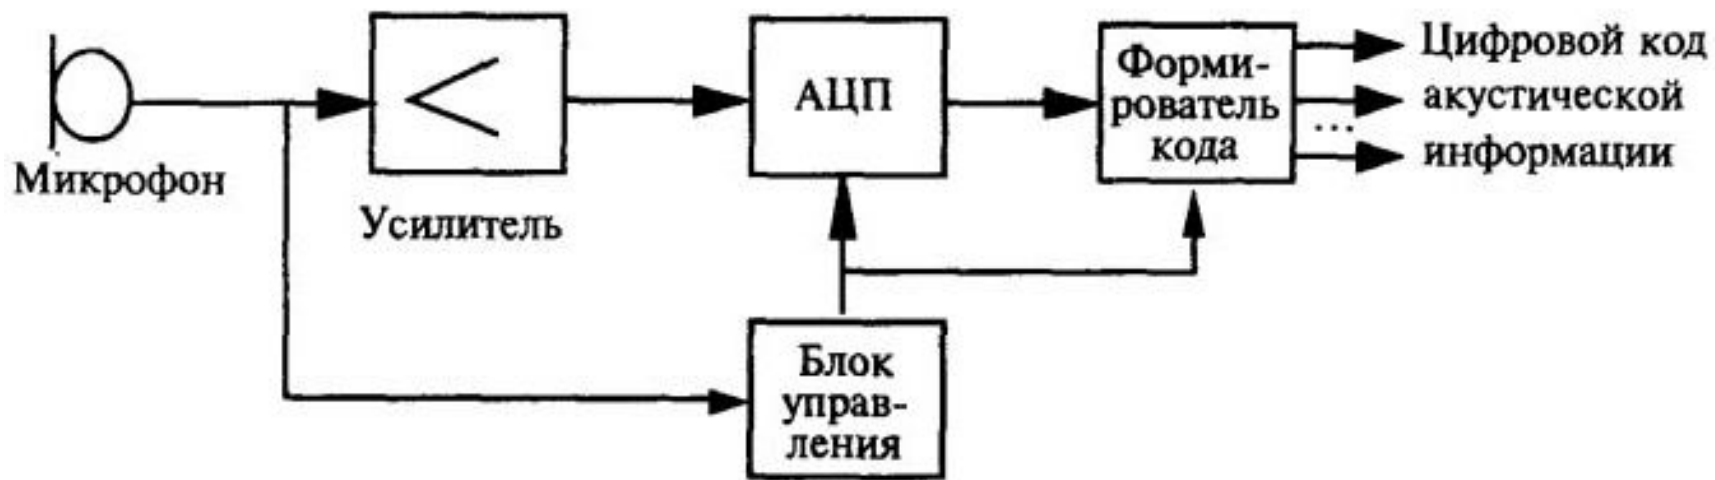 Микрофон
Усилитель
АЦП
Форми-
рователь
кода
Цифровой код
акустической
...
информации
Блок
управ-
ления